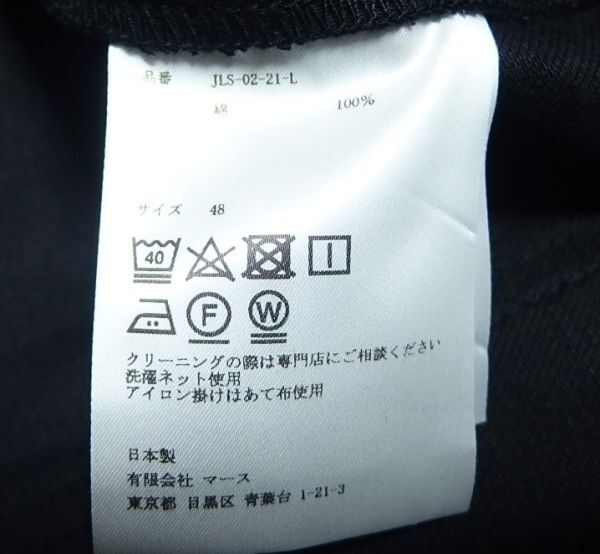 品番 JLS-02-21-L
綿 100%
サイズ 48
40
F W
クリーニングの際は専門店にご相談ください
洗濯ネット使用
アイロン掛けはあて布使用
日本製
有限会社 マース
東京都 目黒区 青葉台 1-21-3